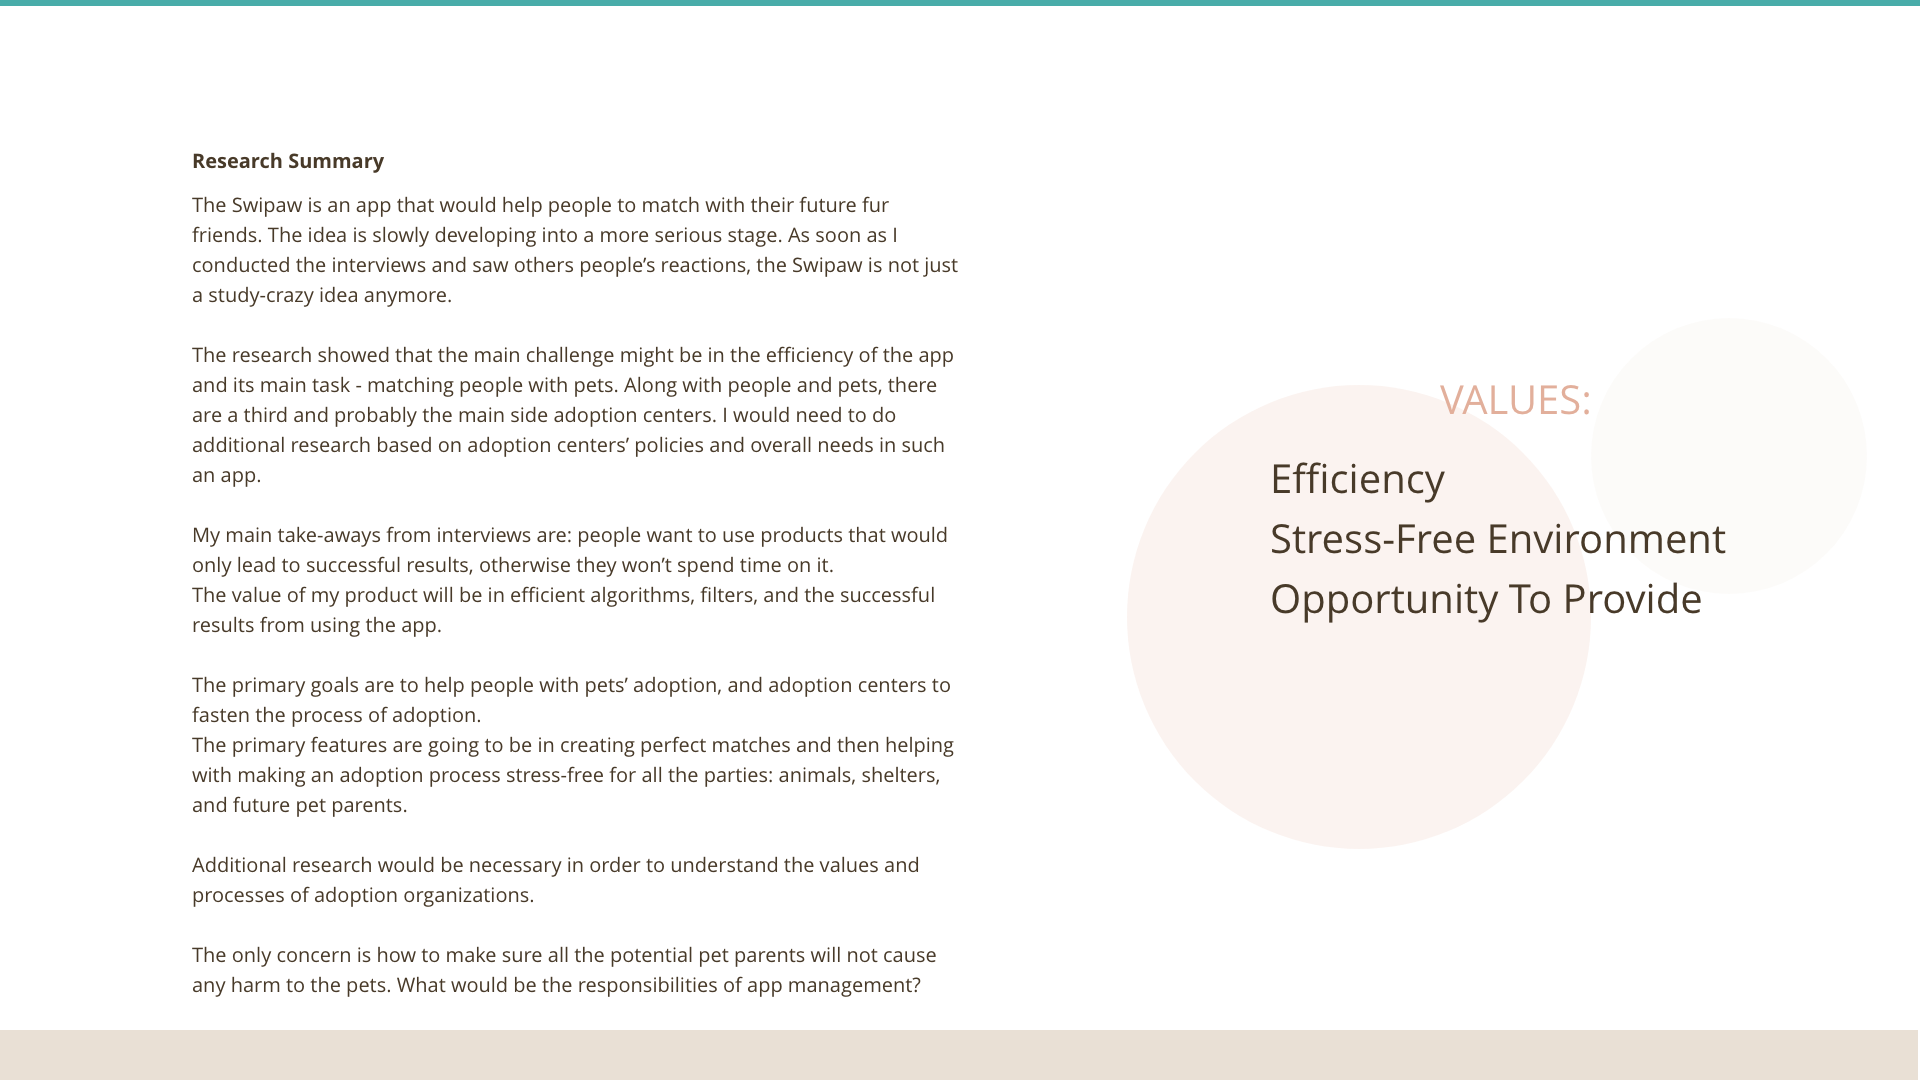 Research Summary
The Swipaw is an app that would help people to match with their future fur
friends. The idea is slowly developing into a more serious stage. As soon as I
conducted the interviews and saw others people’s reactions, the Swipaw is not just
a study-crazy idea anymore.
The research showed that the main challenge might be in the efficiency of the app
and its main task - matching people with pets. Along with people and pets, there
are a third and probably the main side adoption centers. I would need to do
additional research based on adoption centers’ policies and overall needs in such
an app.
My main take-aways from interviews are: people want to use products that would
only lead to successful results, otherwise they won’t spend time on it.
The value of my product will be in efficient algorithms, filters, and the successful
results from using the app.
The primary goals are to help people with pets’ adoption, and adoption centers to
fasten the process of adoption.
The primary features are going to be in creating perfect matches and then helping
with making an adoption process stress-free for all the parties: animals, shelters,
and future pet parents.
Additional research would be necessary in order to understand the values and
processes of adoption organizations.
The only concern is how to make sure all the potential pet parents will not cause
any harm to the pets. What would be the responsibilities of app management?
VALUES:
Efficiency
Stress-Free Environment
Opportunity To Provide